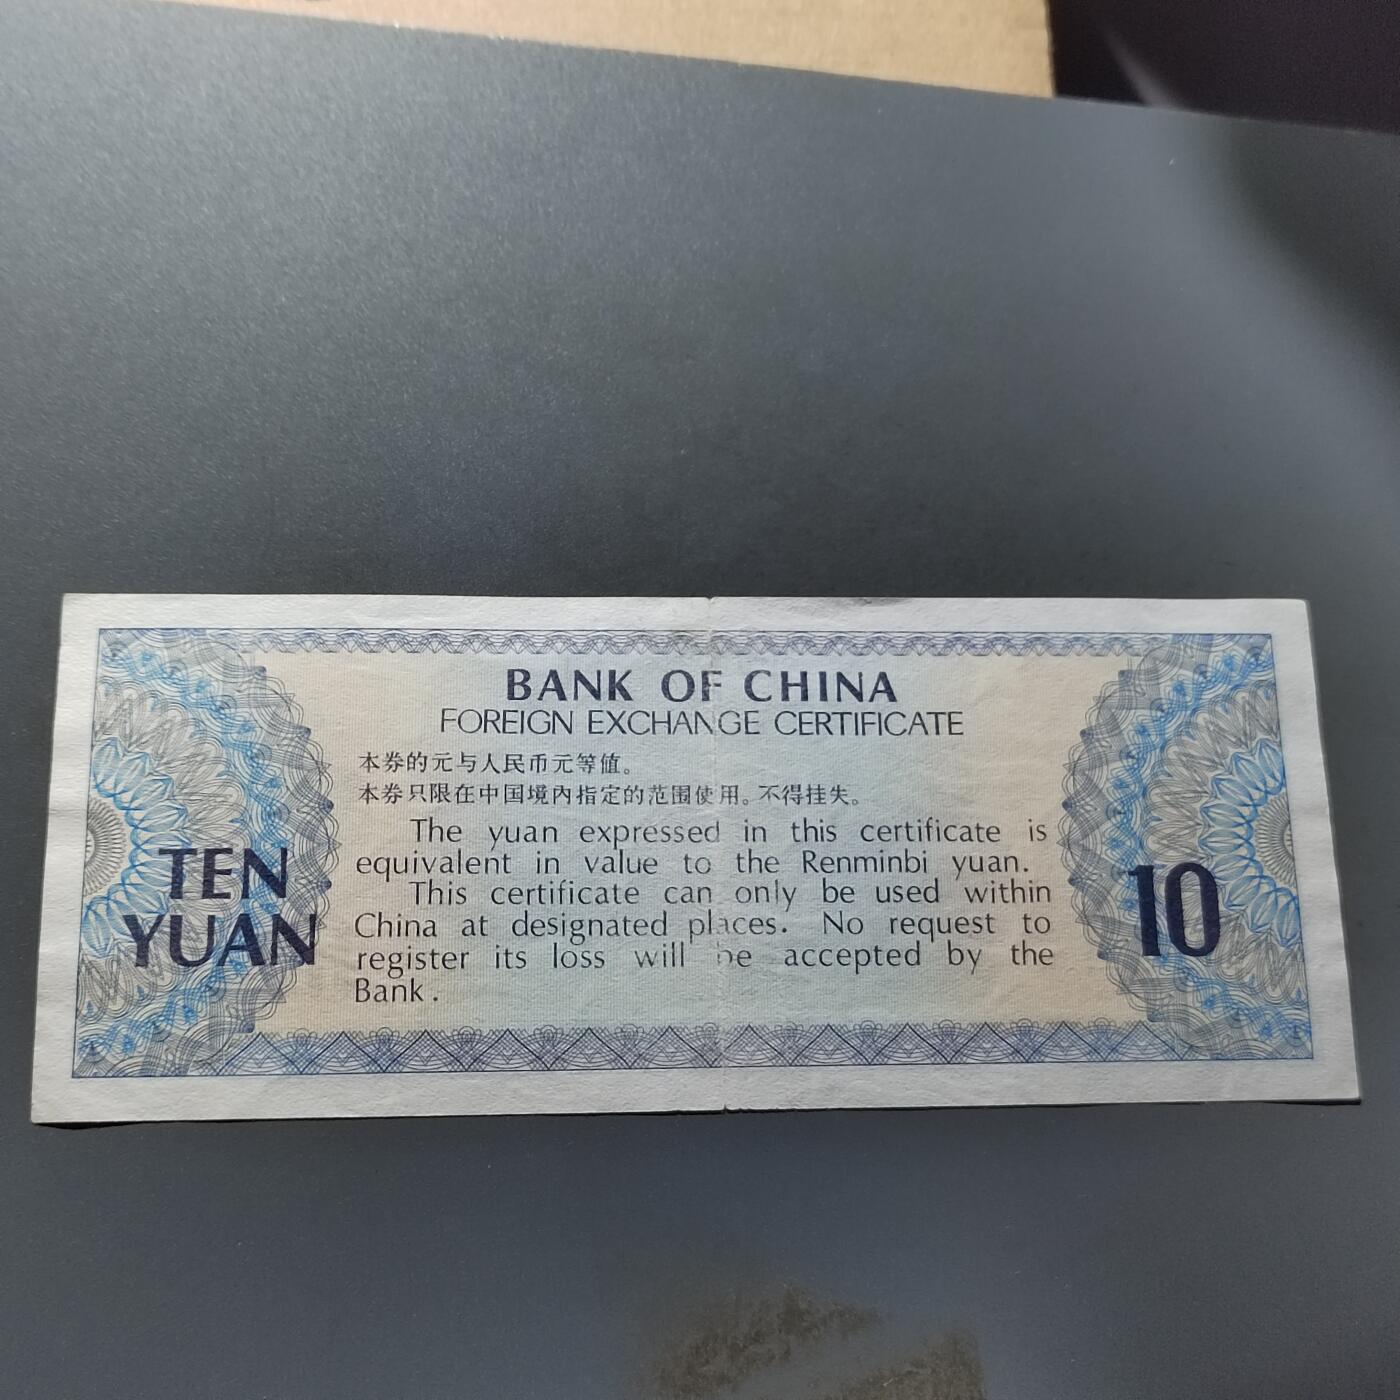 BANK OF CHINA
FOREIGN EXCHANGE CERTIFICATE
本券的元与人民币元等值。
本券只限在中国境内指定的范围使用。不得挂失。
The yuan expressed in this certificate is
equivalent in value to the Renminbi yuan.
This certificate can only be used within
China at designated places. No request to
register its loss will be accepted by the
Bank.
TEN
YUAN
10